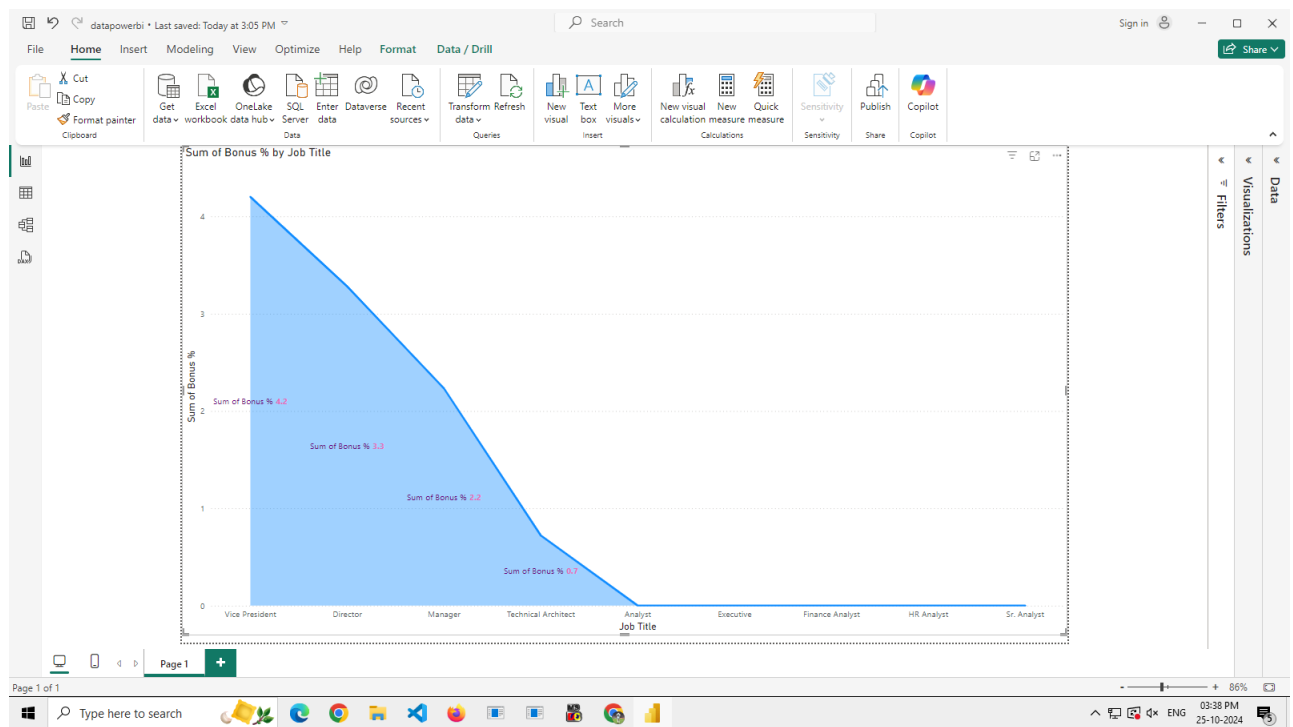 datapowerbi • Last saved: Today at 3:05 PM
Search
Sign in
File Home Insert Modeling View Optimize Help Format Data / Drill
Share
Paste
Cut
Copy
Format painter
Clipboard
Get data
Excel workbook
OneLake data hub
SQL Server
Enter data
Dataverse
Recent sources
Data
Transform data
Refresh
Queries
New visual
Text box
More visuals
Insert
New visual calculation
New measure
Quick measure
Calculations
Sensitivity
Sensitivity
Publish
Share
Copilot
Copilot
Sum of Bonus % by Job Title
Sum of Bonus %
4
3
2
1
0
Sum of Bonus % 4.2
Sum of Bonus % 3.3
Sum of Bonus % 2.2
Sum of Bonus % 0.7
Vice President Director Manager Technical Architect Analyst Executive Finance Analyst HR Analyst Sr. Analyst
Job Title
Filters
Visualizations
Data
Page 1
Page 1 of 1
- + 86%
Type here to search
ENG
03:38 PM
25-10-2024
5